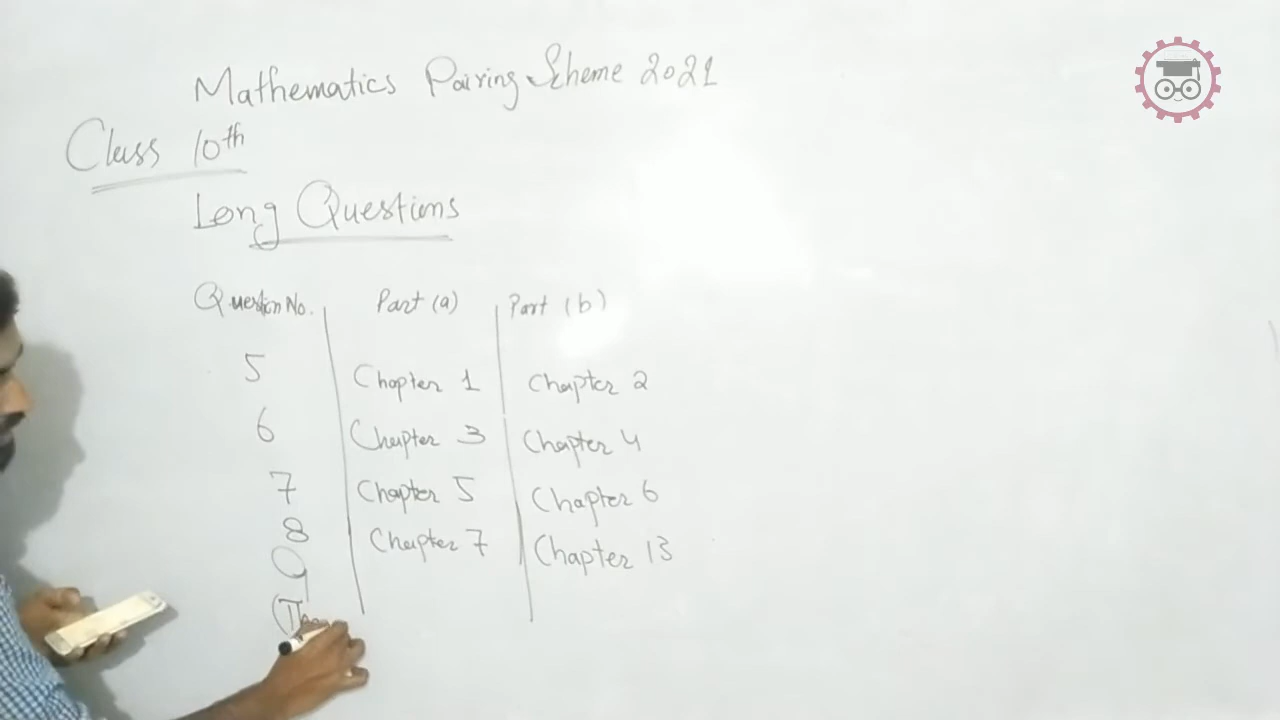 Mathematics Pairing Scheme 2021
Class 10th
Long Questions
Question No. Part (a) Part (b)
5 Chapter 1 Chapter 2
6 Chapter 3 Chapter 4
7 Chapter 5 Chapter 6
8 Chapter 7 Chapter 13
9